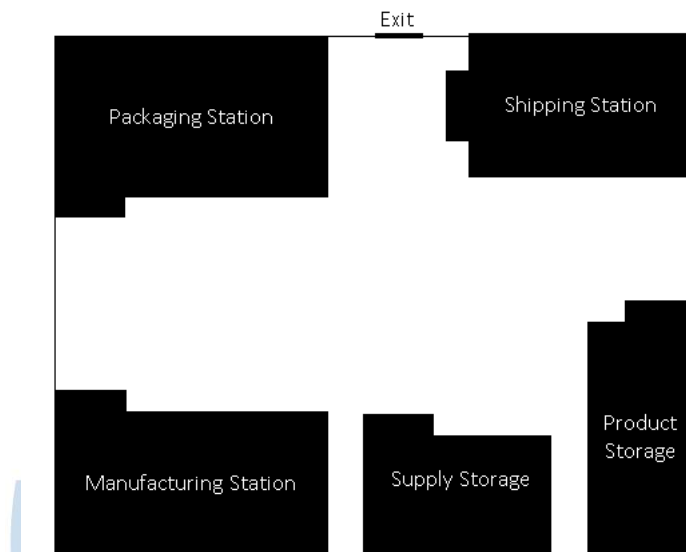 Exit
Packaging Station
Shipping Station
Manufacturing Station
Supply Storage
Product
Storage